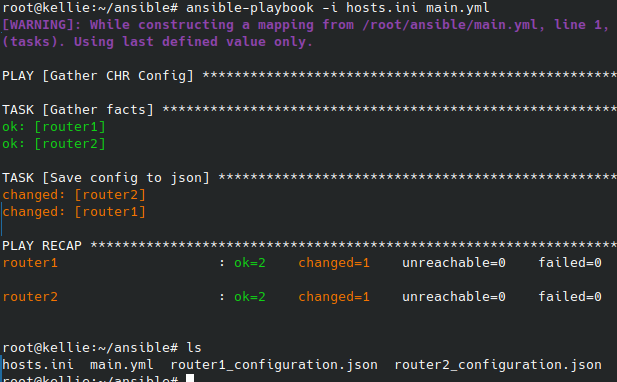 root@kellie:~/ansible# ansible-playbook -i hosts.ini main.yml
[WARNING]: While constructing a mapping from /root/ansible/main.yml, line 1,
(tasks). Using last defined value only.
PLAY [Gather CHR Config] ****************************************************
TASK [Gather facts] *********************************************************
ok: [router1]
ok: [router2]
TASK [Save config to json] **************************************************
changed: [router2]
changed: [router1]
PLAY RECAP ******************************************************************
router1 : ok=2 changed=1 unreachable=0 failed=0
router2 : ok=2 changed=1 unreachable=0 failed=0
root@kellie:~/ansible# ls
hosts.ini main.yml router1_configuration.json router2_configuration.json
root@kellie:~/ansible#